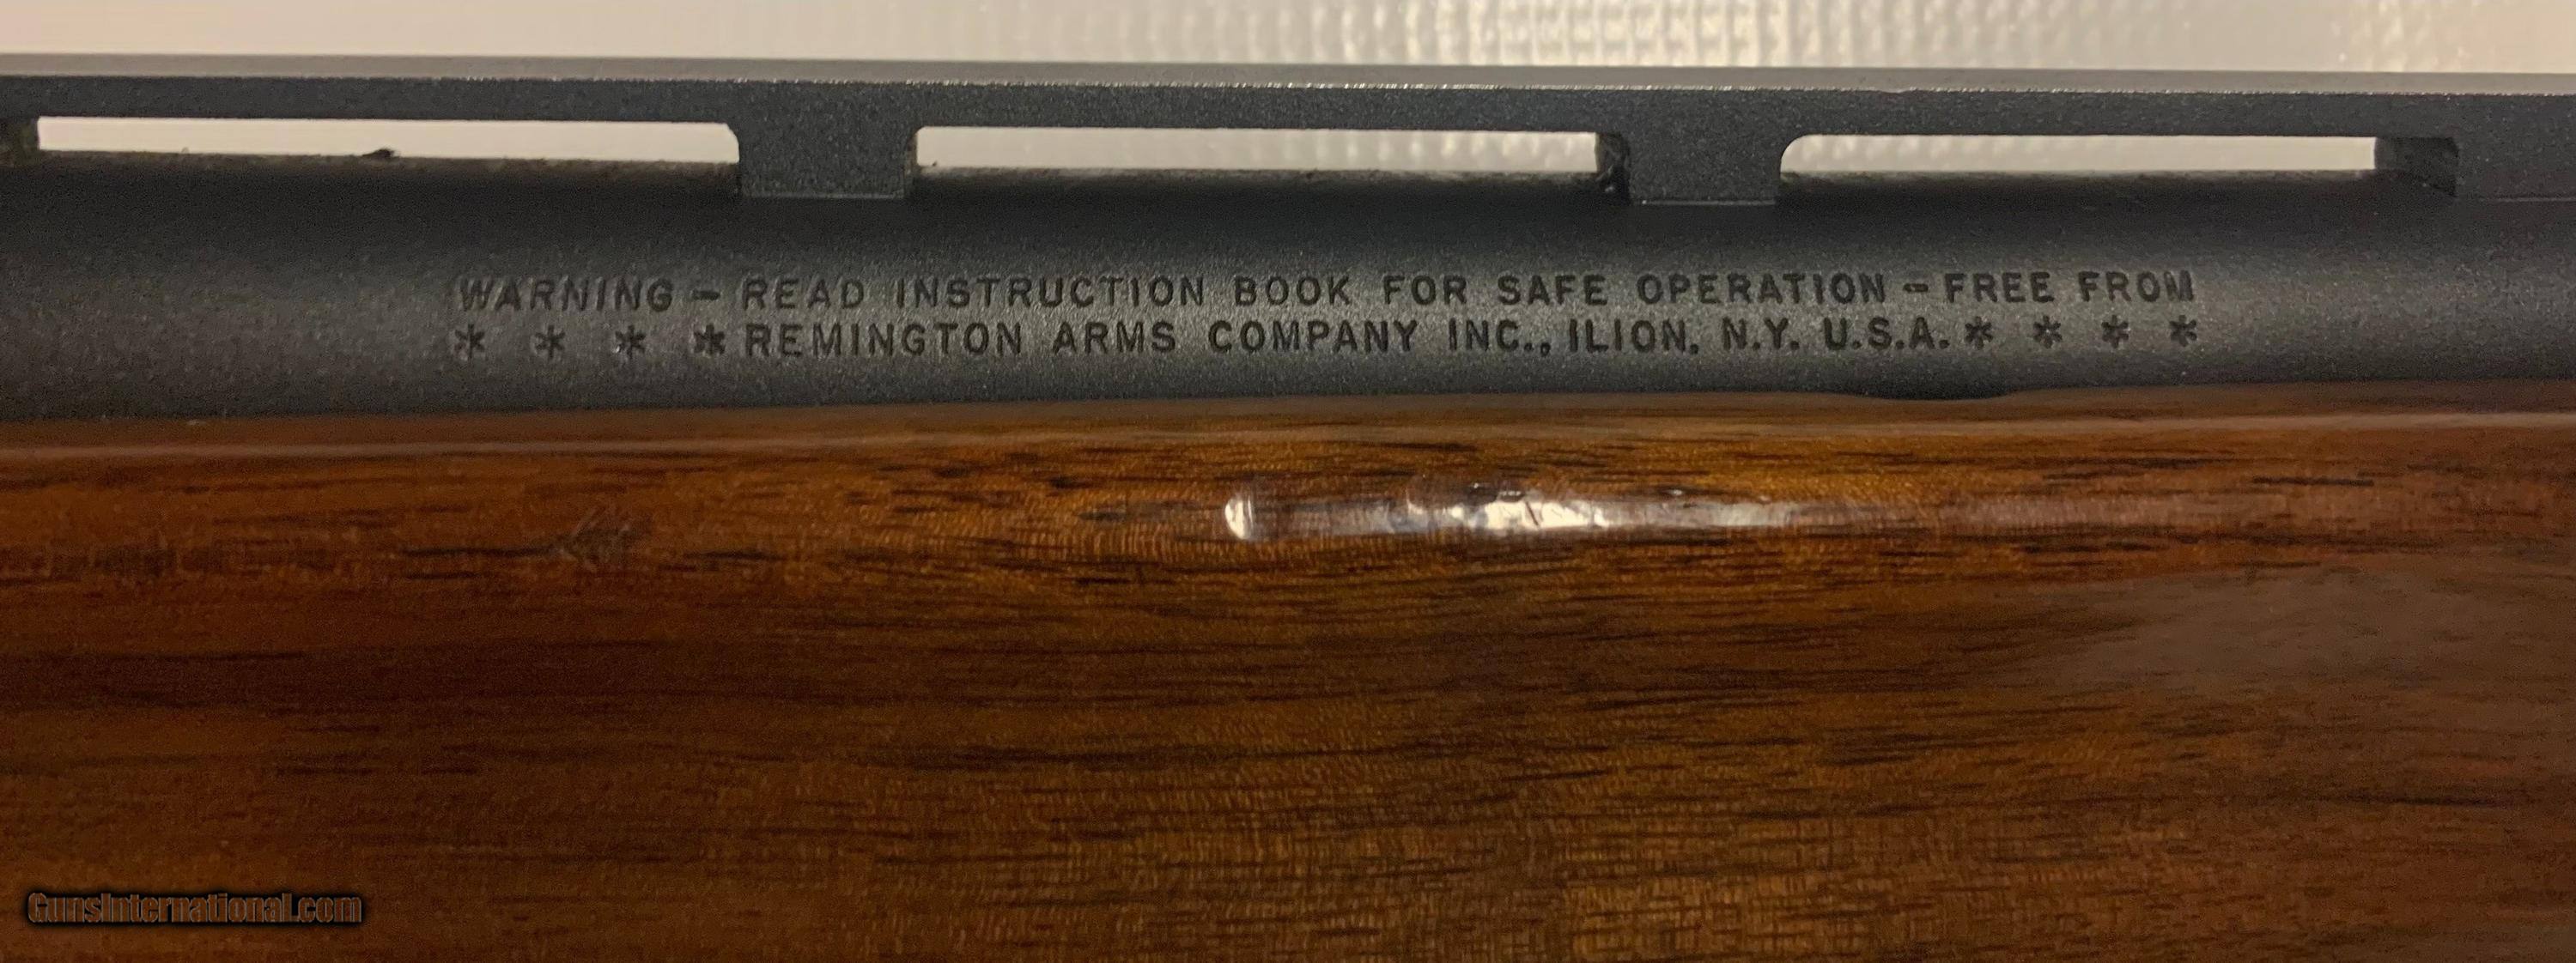 WARNING - READ INSTRUCTION BOOK FOR SAFE OPERATION - FREE FROM
* * * * REMINGTON ARMS COMPANY INC., ILION, N.Y. U.S.A. * * * *
GunsInternational.com